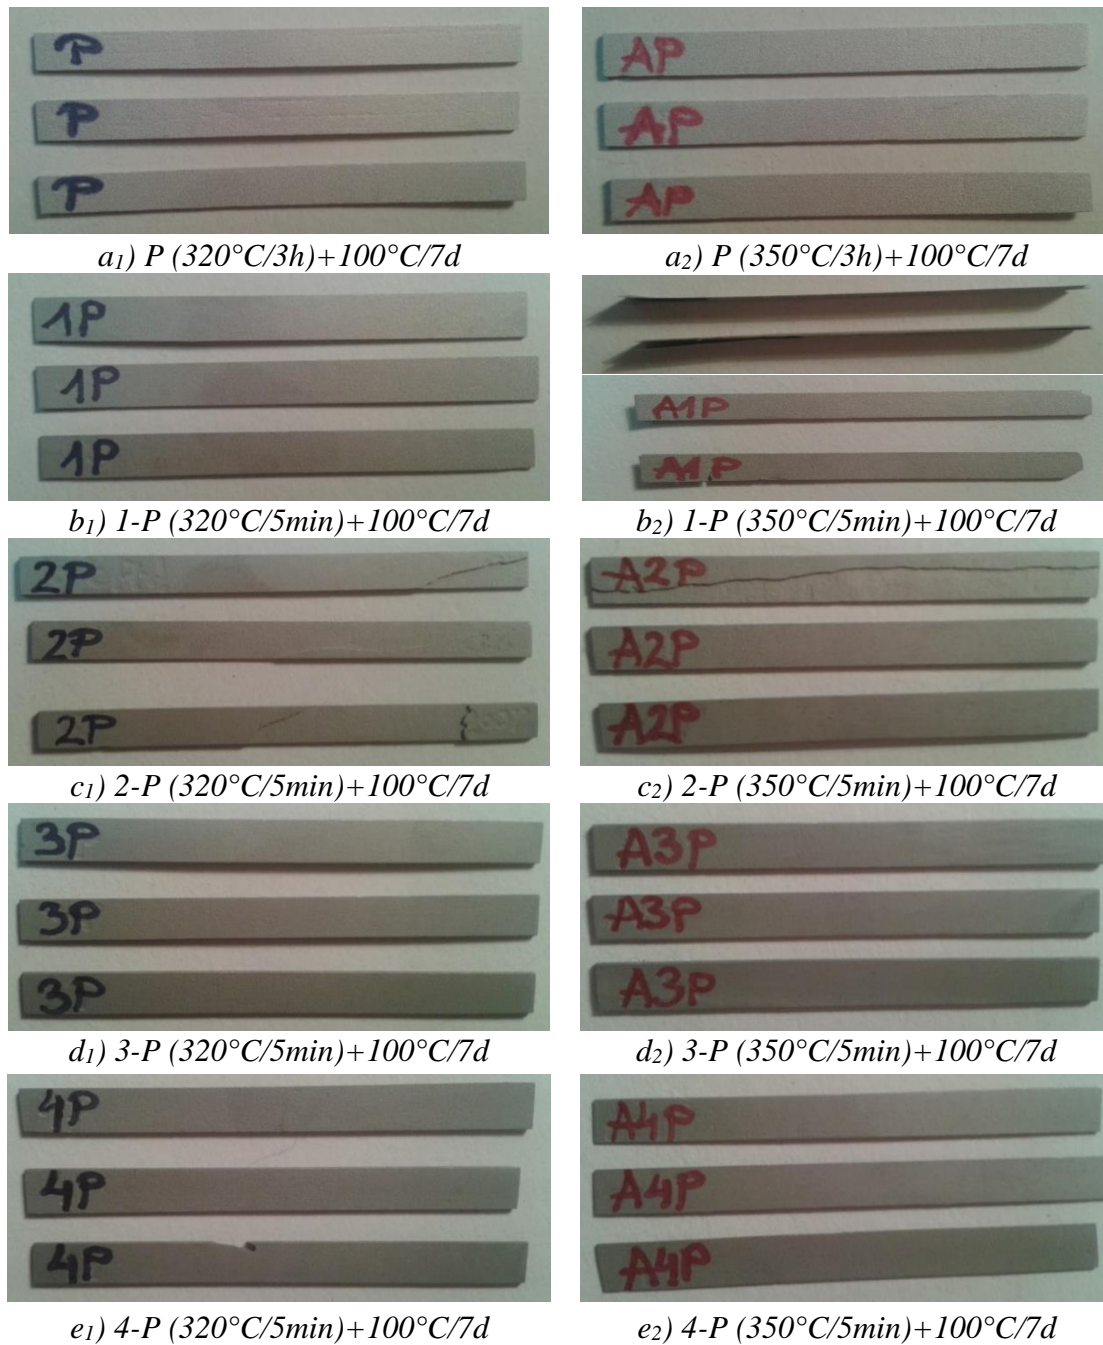 P
P
P
AP
AP
AP
a₁) P (320°C/3h)+100°C/7d
a₂) P (350°C/3h)+100°C/7d
1P
1P
1P
A1P
A1P
b₁) 1-P (320°C/5min)+100°C/7d
b₂) 1-P (350°C/5min)+100°C/7d
2P
2P
2P
A2P
A2P
A2P
c₁) 2-P (320°C/5min)+100°C/7d
c₂) 2-P (350°C/5min)+100°C/7d
3P
3P
3P
A3P
A3P
A3P
d₁) 3-P (320°C/5min)+100°C/7d
d₂) 3-P (350°C/5min)+100°C/7d
4P
4P
4P
A4P
A4P
A4P
e₁) 4-P (320°C/5min)+100°C/7d
e₂) 4-P (350°C/5min)+100°C/7d